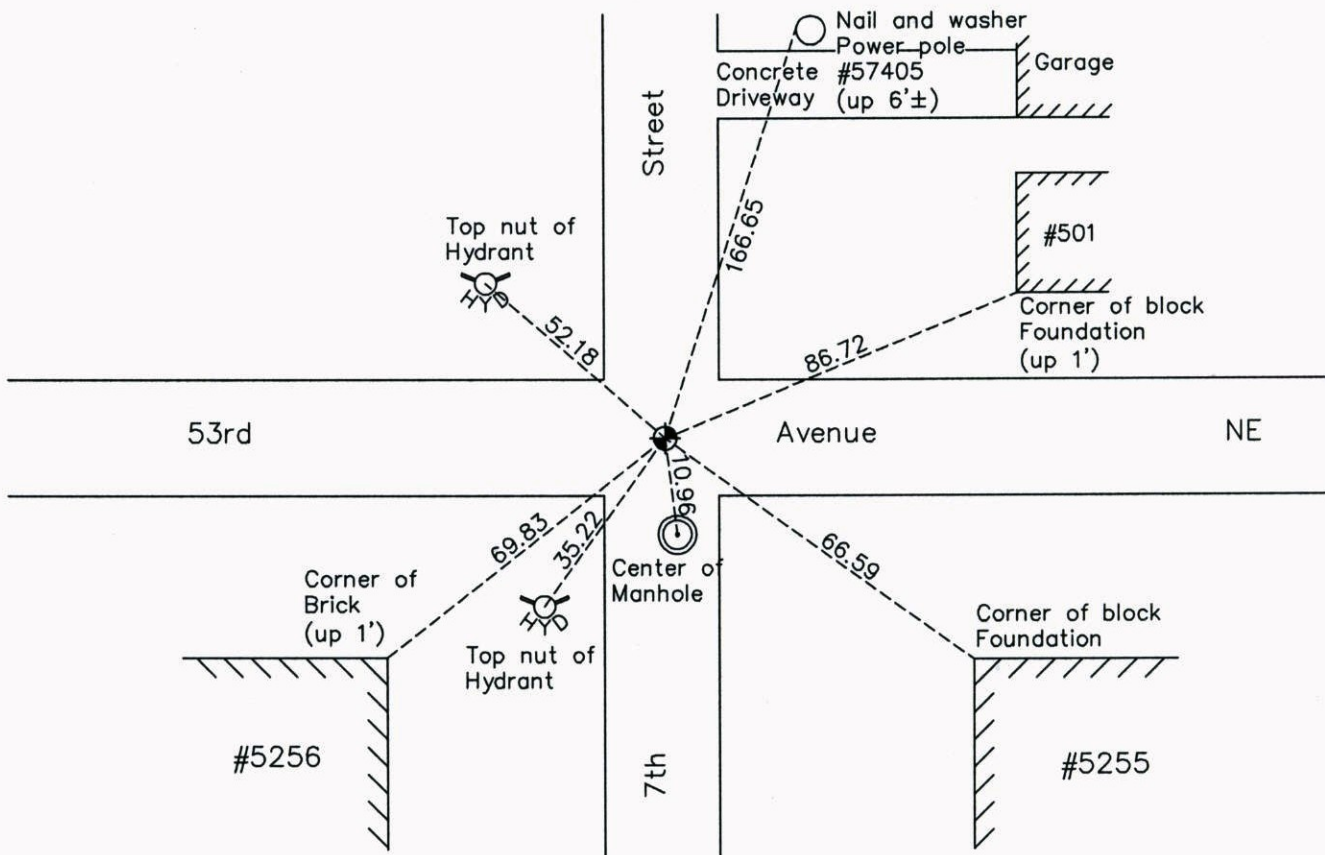 Nail and washer
Power pole
#57405
(up 6'±)
Concrete
Driveway
Garage
Street
166.65
Top nut of
Hydrant
HYD
52.18
#501
Corner of block
Foundation
(up 1')
86.72
53rd
Avenue
NE
10.96
69.83
35.22
66.59
Center of
Manhole
Corner of
Brick
(up 1')
HYD
Top nut of
Hydrant
Corner of block
Foundation
#5256
7th
#5255